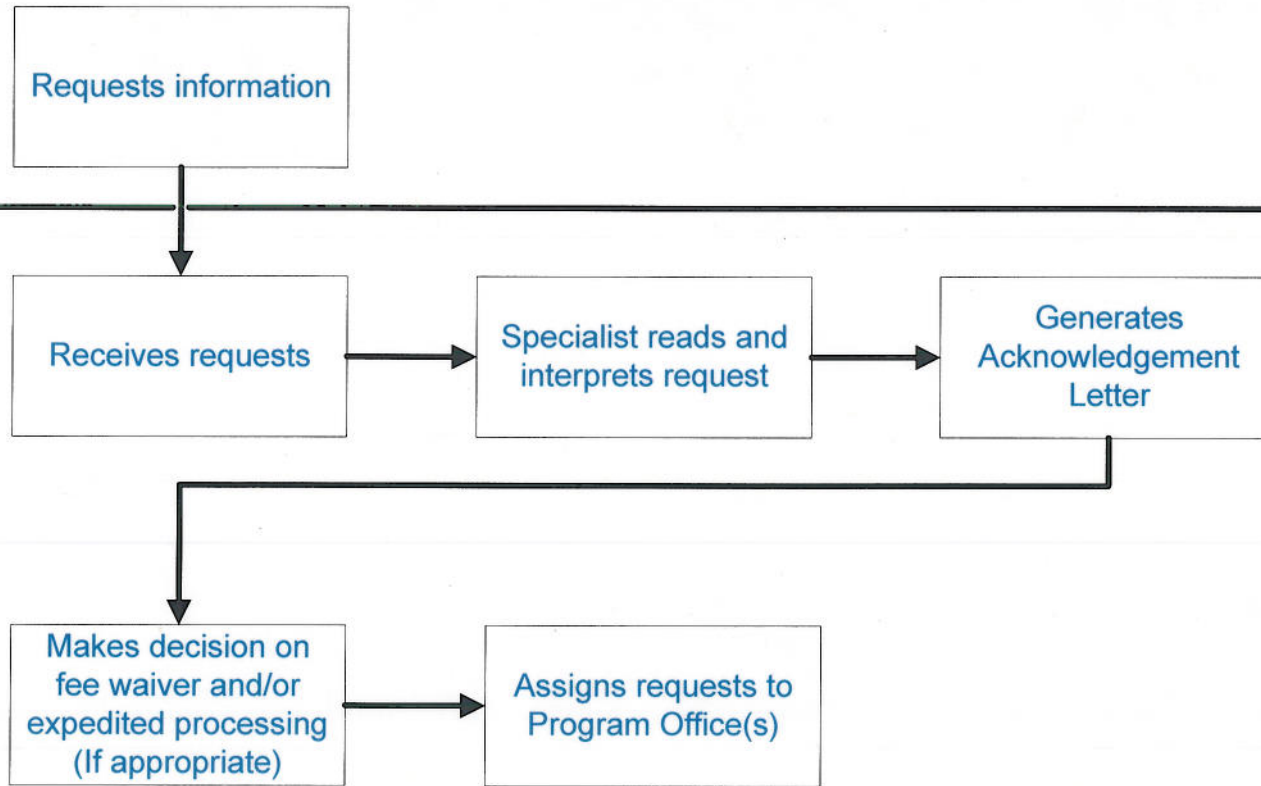 Requests information
Receives requests
Specialist reads and
interprets request
Generates
Acknowledgement
Letter
Makes decision on
fee waiver and/or
expedited processing
(If appropriate)
Assigns requests to
Program Office(s)